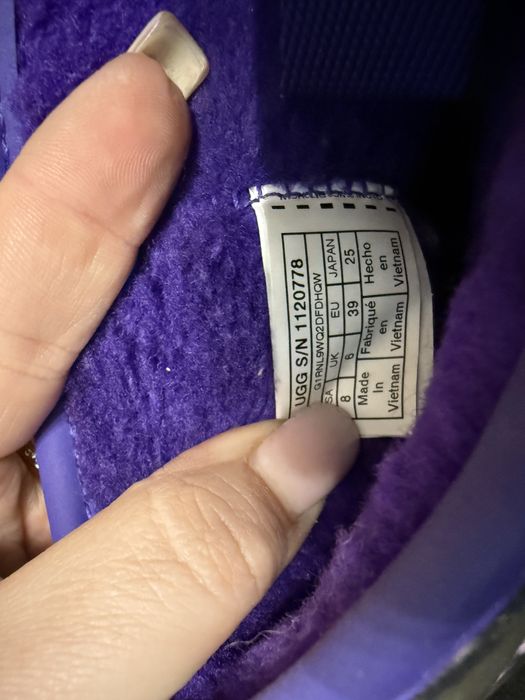 UGG S/N 1120778
G1RNL9WQ2DFDHQW
SA UK EU JAPAN
8 6 39 25
Made Fabriqué Hecho
In en en
Vietnam Vietnam Vietnam